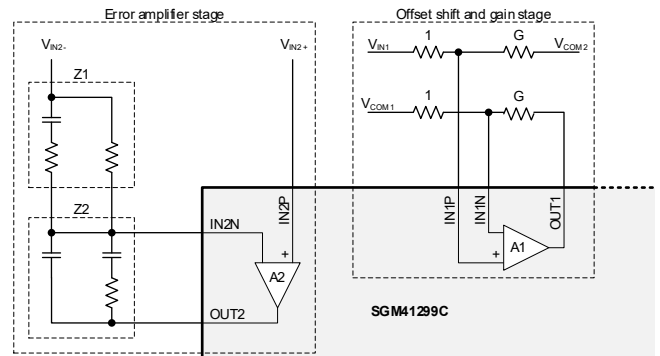 Error amplifier stage
Offset shift and gain stage
VIN2-
VIN2+
VIN1
1
G
VCOM2
Z1
VCOM1
1
G
Z2
IN2N
IN2P
IN1P
IN1N
OUT1
+
A2
+
A1
OUT2
SGM41299C